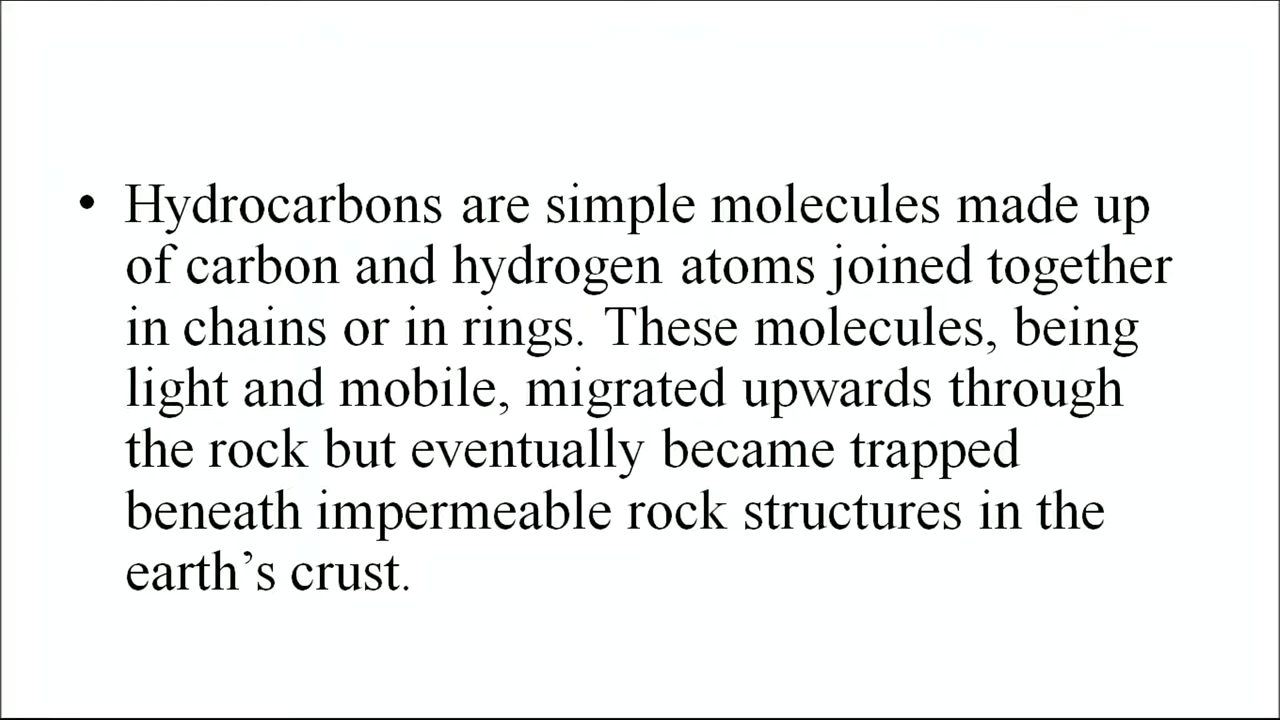 • Hydrocarbons are simple molecules made up
of carbon and hydrogen atoms joined together
in chains or in rings. These molecules, being
light and mobile, migrated upwards through
the rock but eventually became trapped
beneath impermeable rock structures in the
earth’s crust.